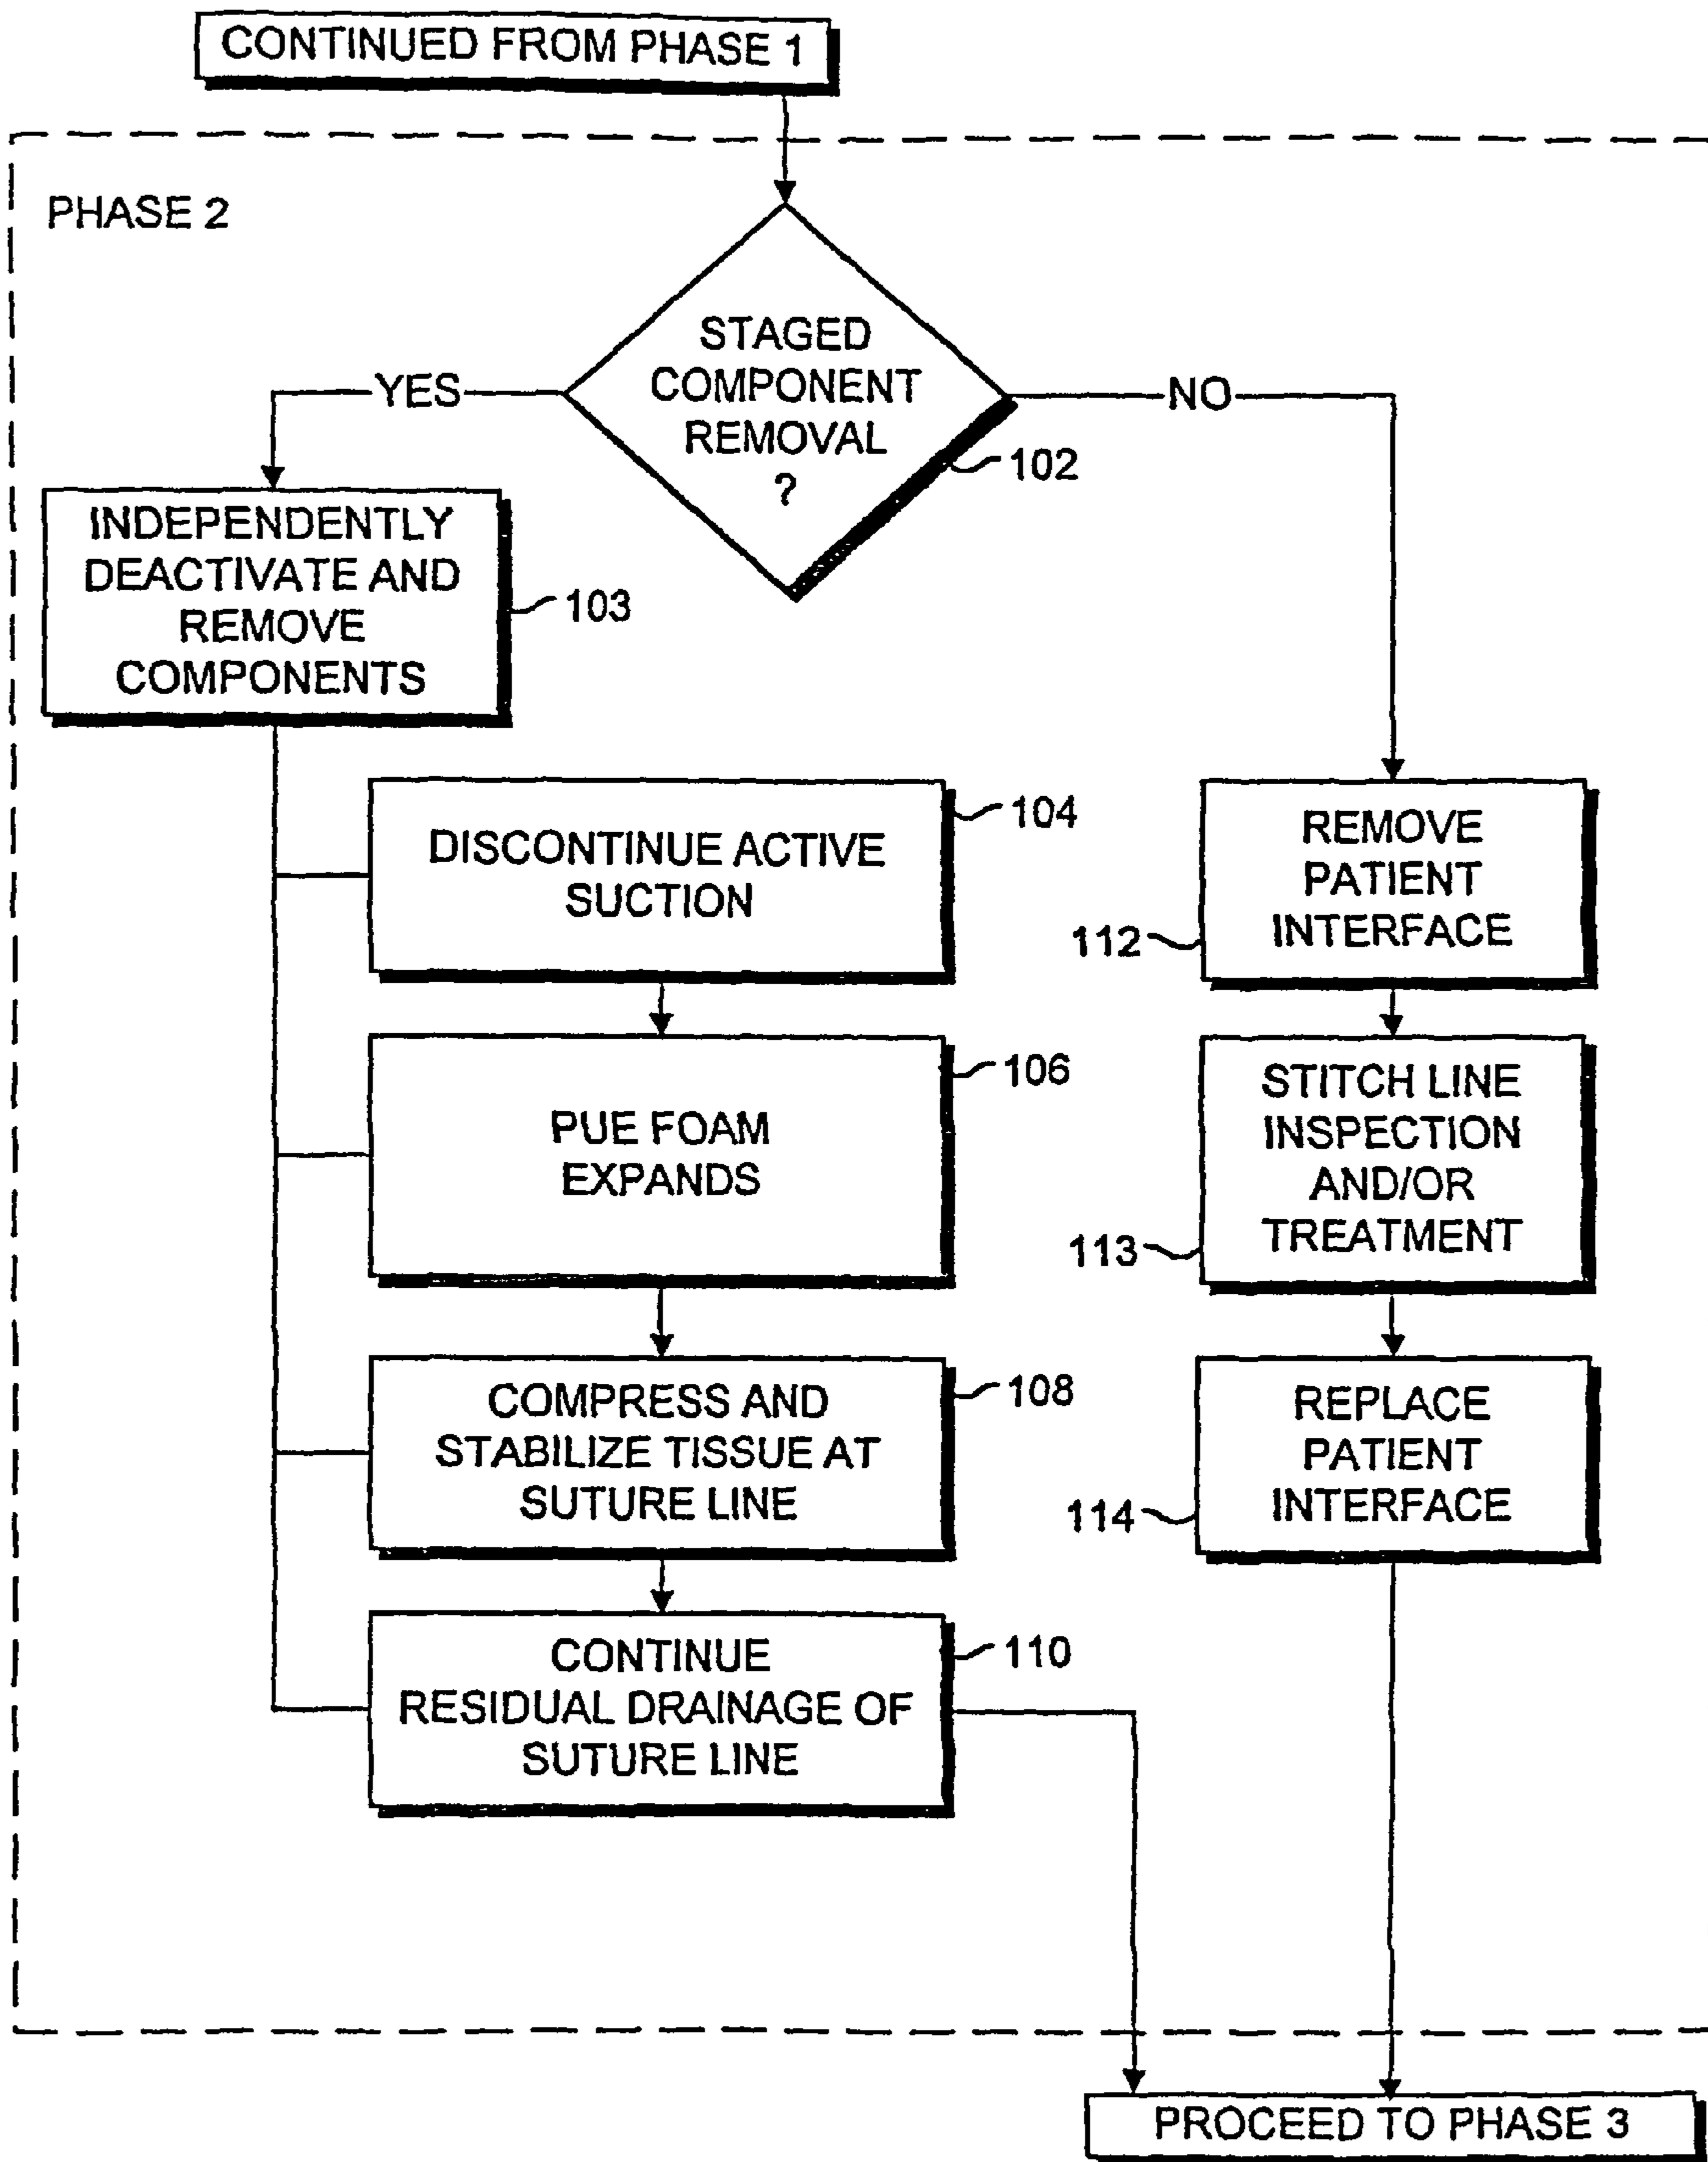 CONTINUED FROM PHASE 1
PHASE 2
STAGED
COMPONENT
REMOVAL
?
102
YES
NO
INDEPENDENTLY
DEACTIVATE AND
REMOVE
COMPONENTS
103
DISCONTINUE ACTIVE
SUCTION
104
PUE FOAM
EXPANDS
106
COMPRESS AND
STABILIZE TISSUE AT
SUTURE LINE
108
CONTINUE
RESIDUAL DRAINAGE OF
SUTURE LINE
110
REMOVE
PATIENT
INTERFACE
112
STITCH LINE
INSPECTION
AND/OR
TREATMENT
113
REPLACE
PATIENT
INTERFACE
114
PROCEED TO PHASE 3